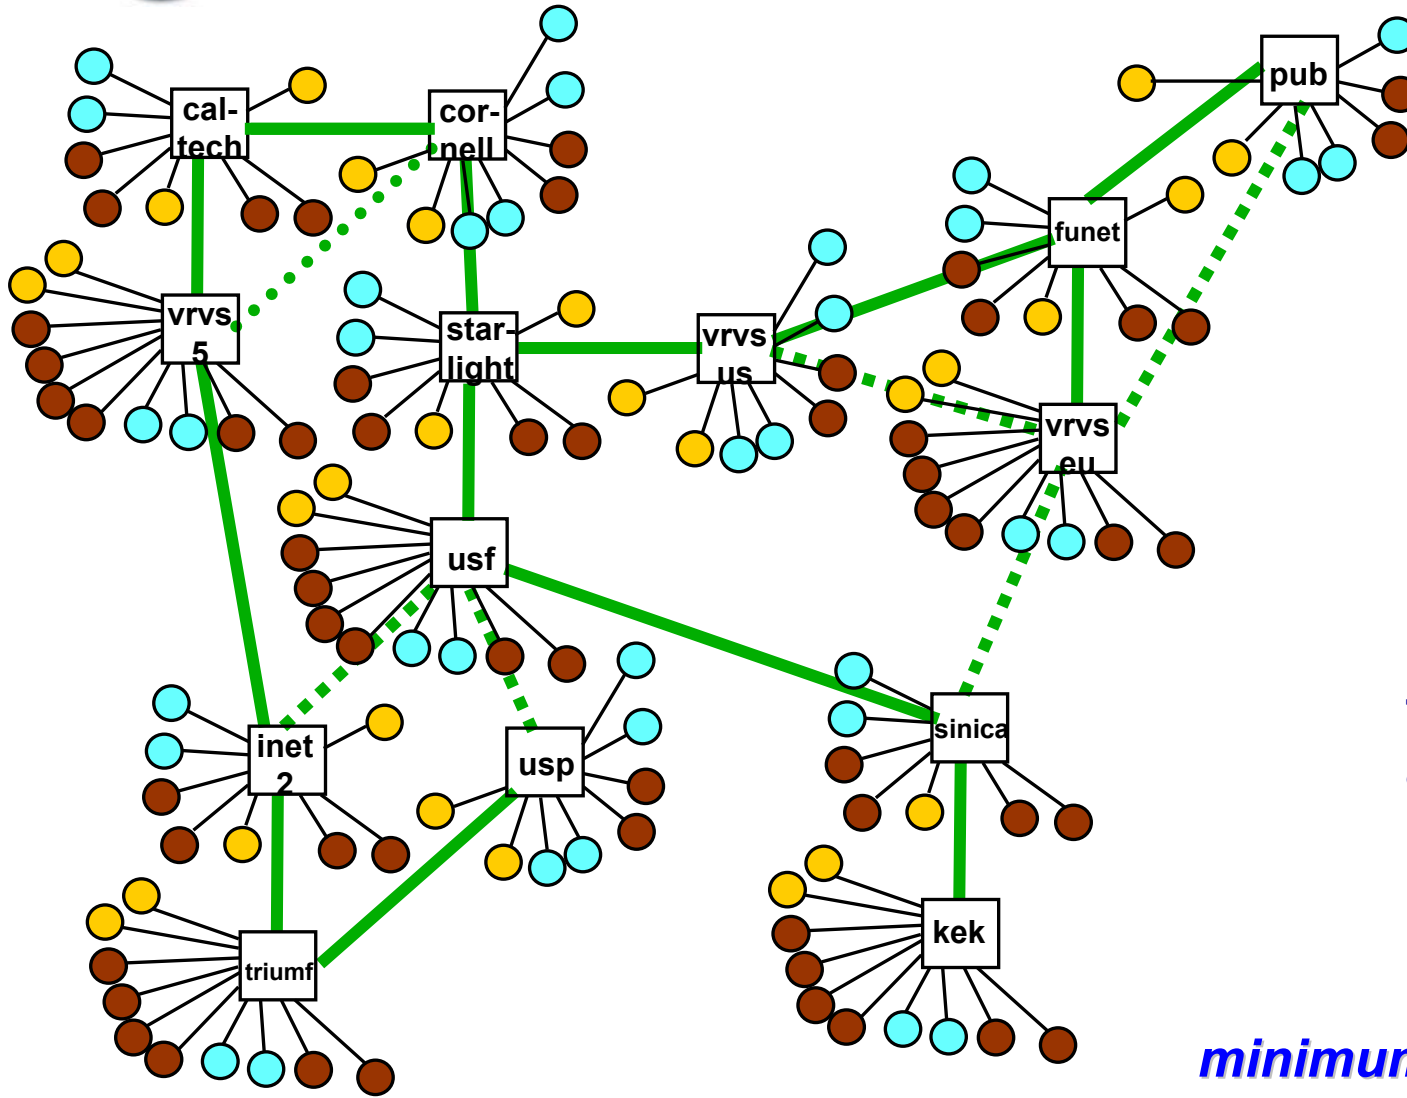 cal-
tech
cor-
nell
pub
funet
vrvs
5
star-
light
vrvs
us
vrvs
eu
usf
inet
2
usp
sinica
triumf
kek